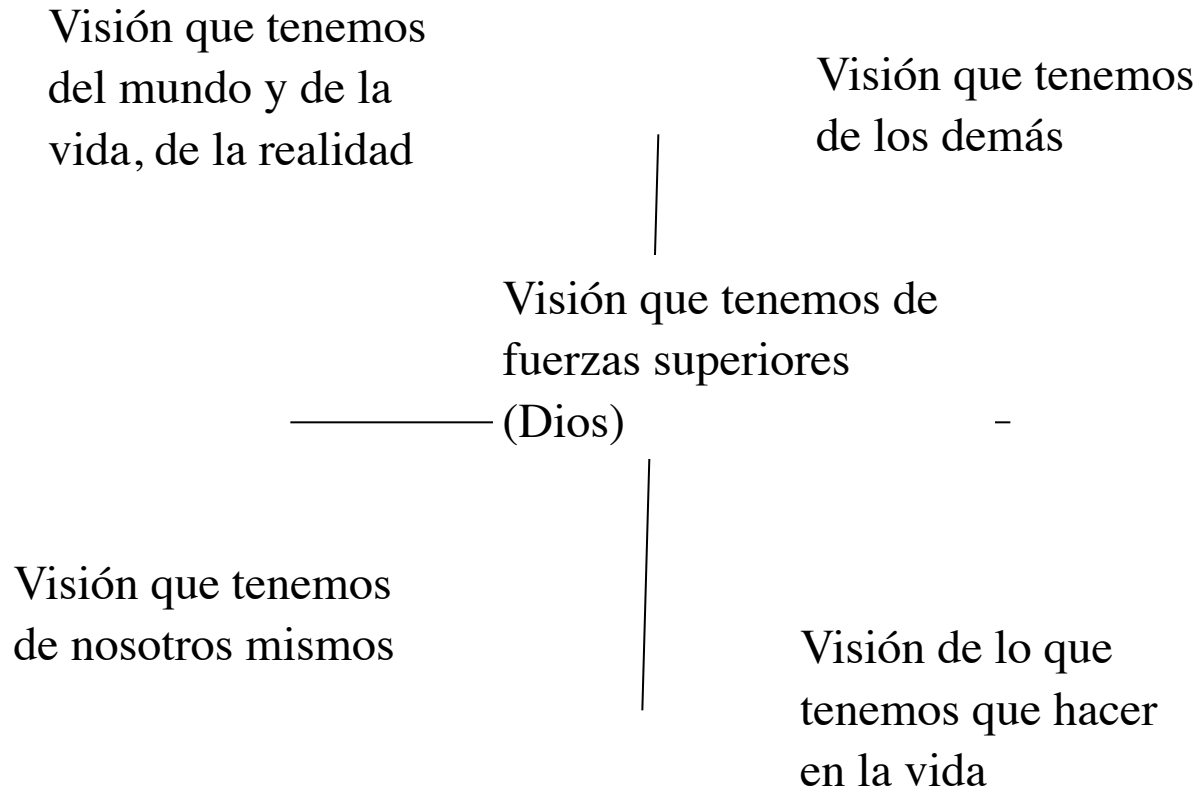 Visión que tenemos
del mundo y de la
vida, de la realidad
Visión que tenemos
de los demás
Visión que tenemos de
fuerzas superiores
(Dios)
Visión que tenemos
de nosotros mismos
Visión de lo que
tenemos que hacer
en la vida